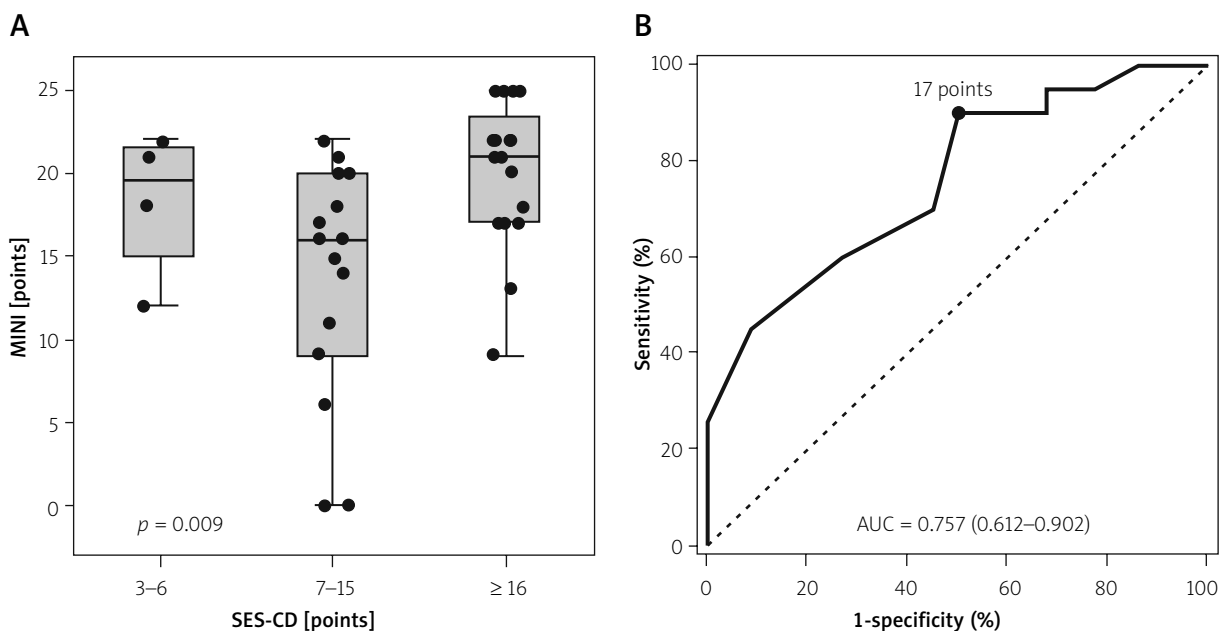 A
MINI [points]
25
20
15
10
5
0
p = 0.009
3–6
7–15
≥ 16
SES-CD [points]
B
Sensitivity (%)
100
80
60
40
20
0
17 points
AUC = 0.757 (0.612–0.902)
0
20
40
60
80
100
1-specificity (%)